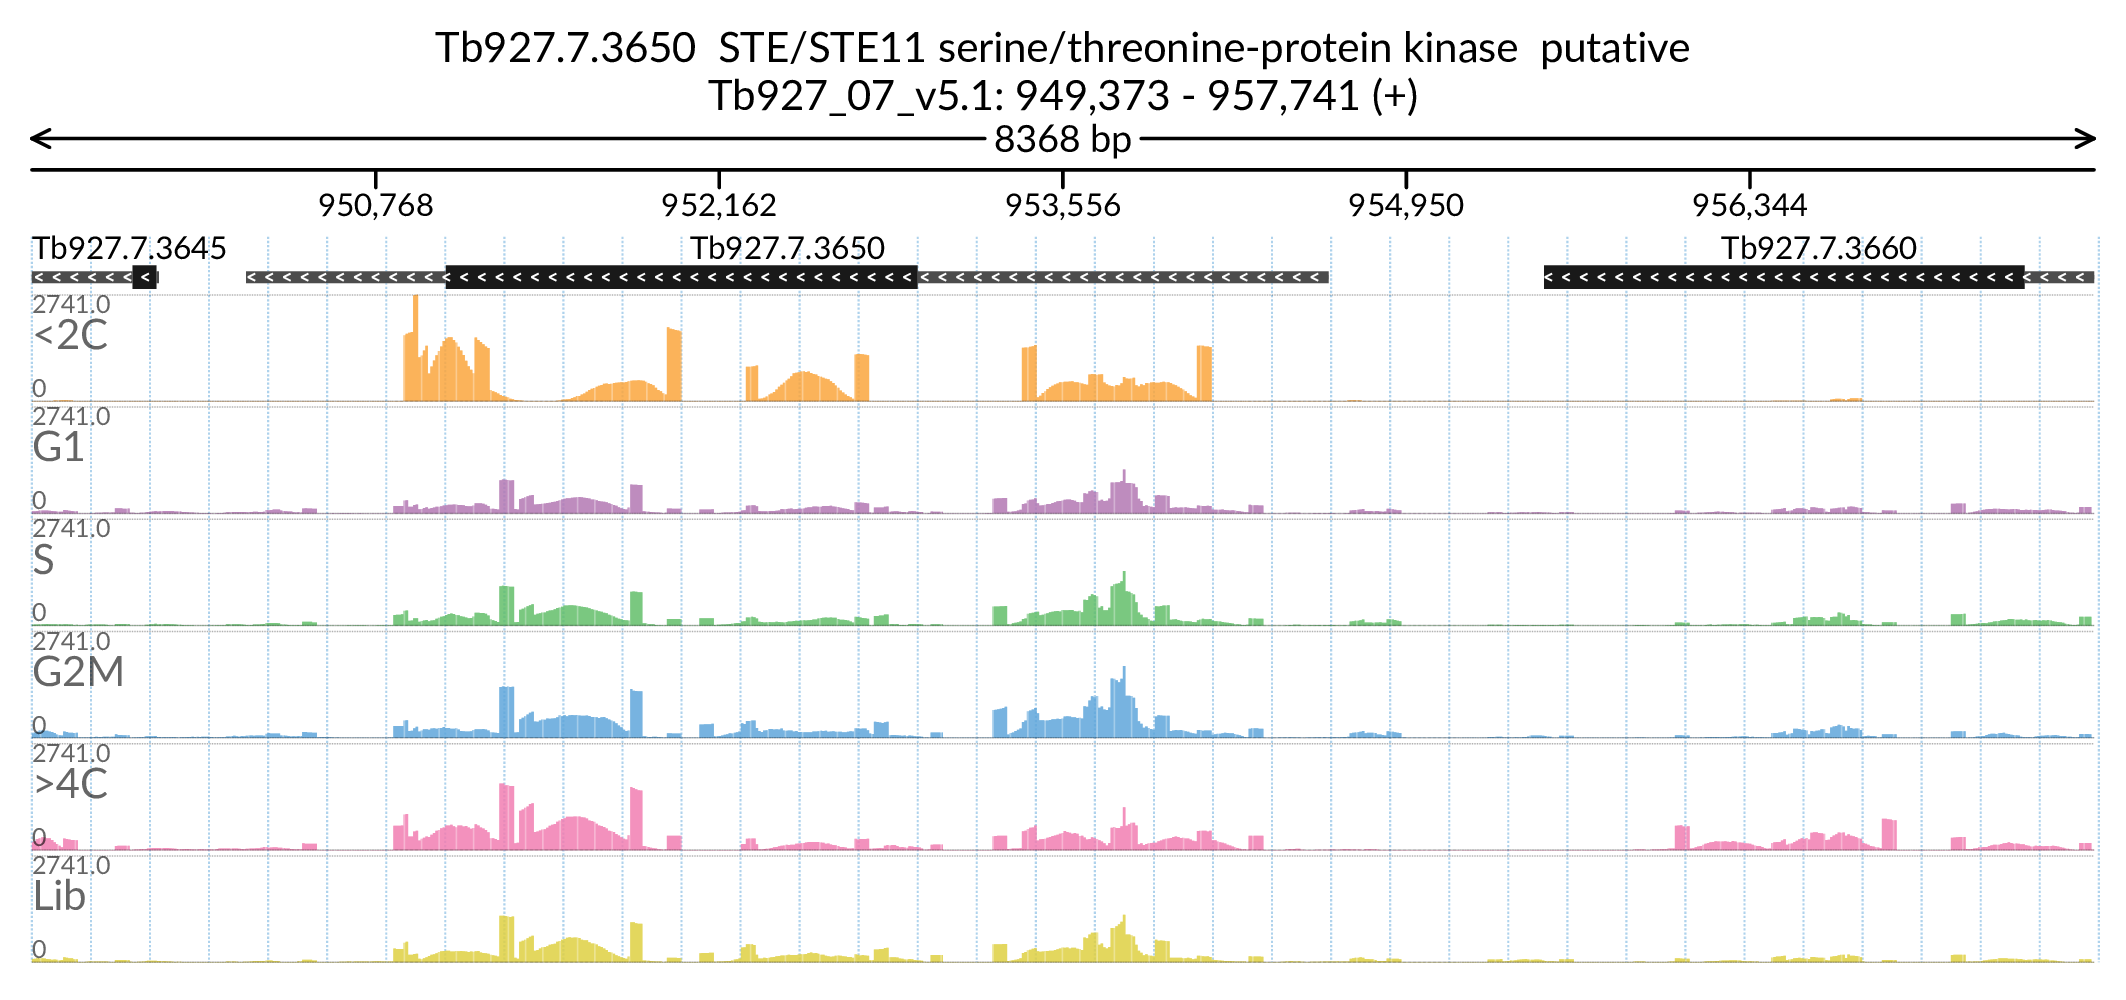 Tb927.7.3650  STE/STE11 serine/threonine-protein kinase  putative
Tb927_07_v5.1: 949,373 - 957,741 (+)
8368 bp
950,768 952,162 953,556 954,950 956,344
Tb927.7.3645 Tb927.7.3650 Tb927.7.3660
2741.0
<2C
0
2741.0
G1
0
2741.0
S
0
2741.0
G2M
0
2741.0
>4C
0
2741.0
Lib
0